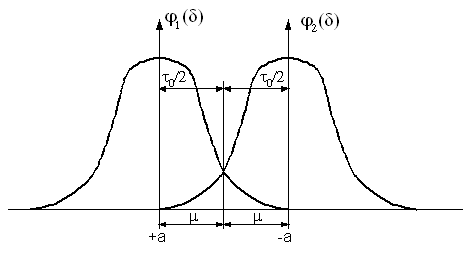 φ₁(δ) φ₂(δ)
τ₀/2 τ₀/2
μ μ
+a -a